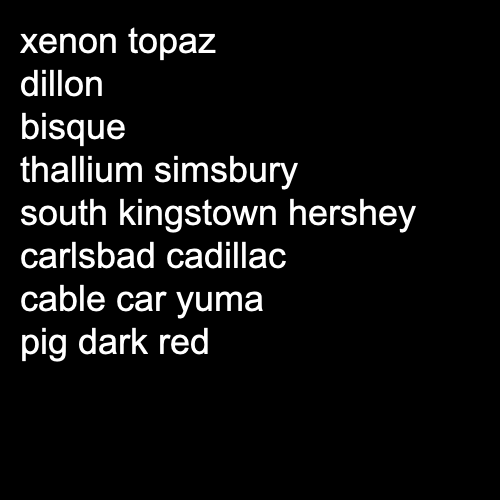 xenon topaz
dillon
bisque
thallium simsbury
south kingstown hershey
carlsbad cadillac
cable car yuma
pig dark red